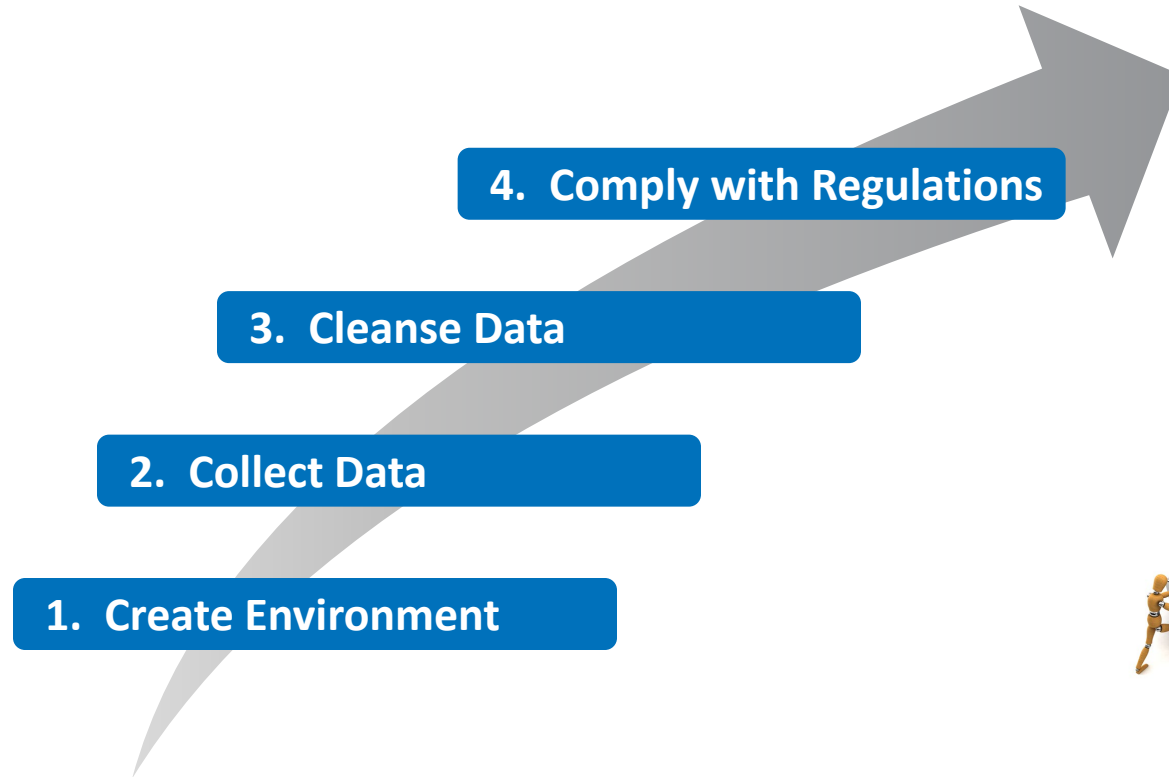 4. Comply with Regulations
3. Cleanse Data
2. Collect Data
1. Create Environment